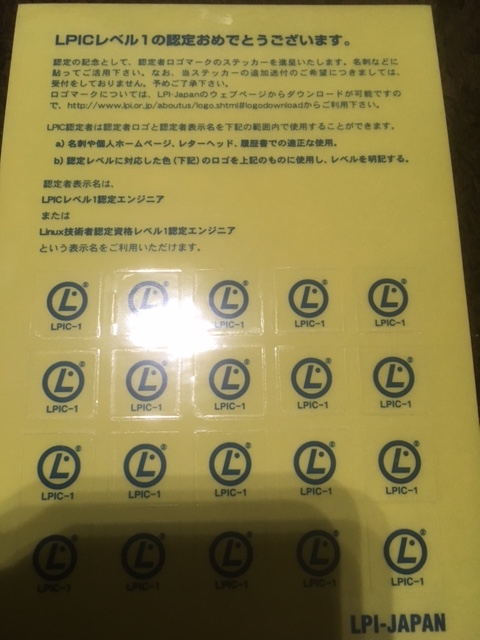 LPICレベル1の認定おめでとうございます。
認定の記念として、認定者ロゴマークのステッカーを進呈いたします。名刺などに
貼ってご活用下さい。なお、当ステッカーの追加送付のご希望につきましては、
受付をしておりません。予めご了承下さい。
ロゴマークについては、LPI-Japanのウェブページからダウンロードが可能ですの
で、http://www.lpi.or.jp/aboutus/logo.shtml#logodownloadからご利用下さい。
LPIC認定者は認定者ロゴと認定者表示名を下記の範囲内で使用することができます。
a) 名刺や個人ホームページ、レターヘッド、履歴書での適正な使用。
b) 認定レベルに対応した色(下記)のロゴを上記のものに使用し、レベルを明記する。
認定者表示名は、
LPICレベル1認定エンジニア
または
Linux技術者認定資格レベル1認定エンジニア
という表示名をご利用いただけます。
LPIC-1 LPIC-1 LPIC-1 LPIC-1
LPIC-1 LPIC-1 LPIC-1 LPIC-1 LPIC-1
LPIC-1 LPIC-1 LPIC-1 LPIC-1 LPIC-1
LPIC-1 LPIC-1 LPIC-1 LPIC-1 LPIC-1
LPI-JAPAN